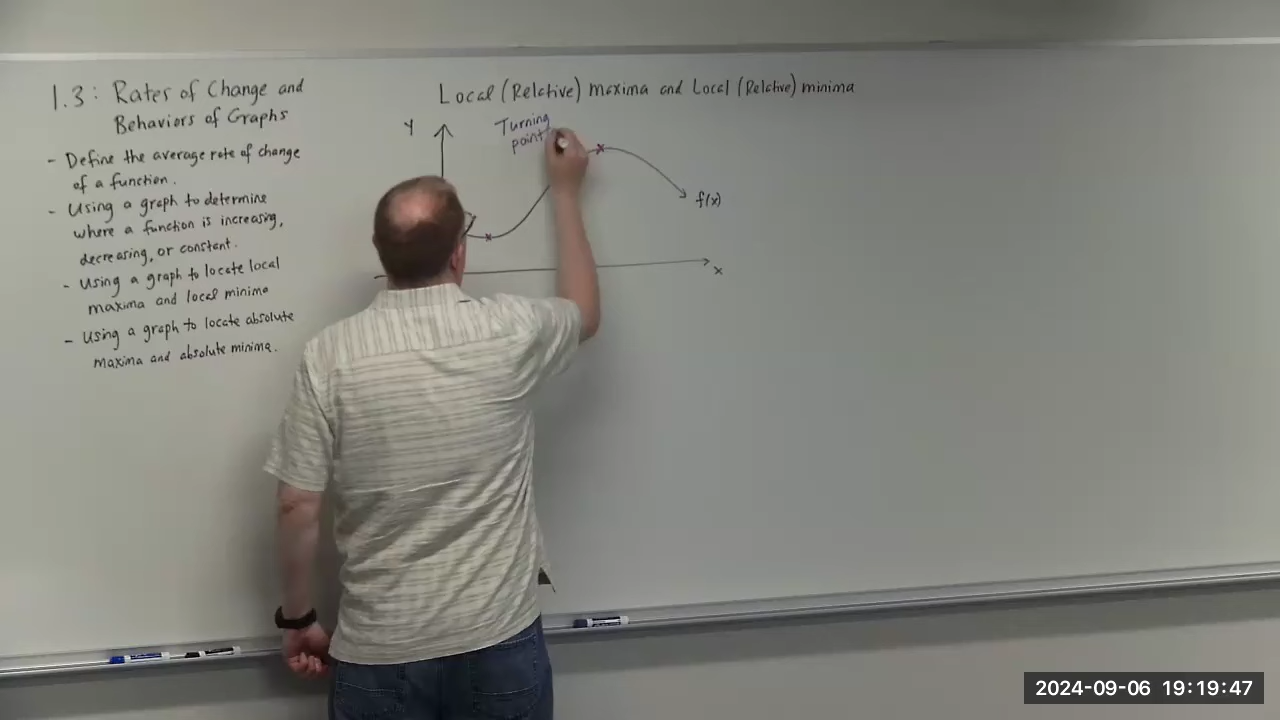 1.3: Rates of Change and
Behaviors of Graphs
- Define the average rate of change
of a function.
- Using a graph to determine
where a function is increasing,
decreasing, or constant.
- Using a graph to locate local
maxima and local minima
- Using a graph to locate absolute
maxima and absolute minima.
Local (Relative) maxima and Local (Relative) minima
Y
Turning
point
f(x)
x
2024-09-06 19:19:47